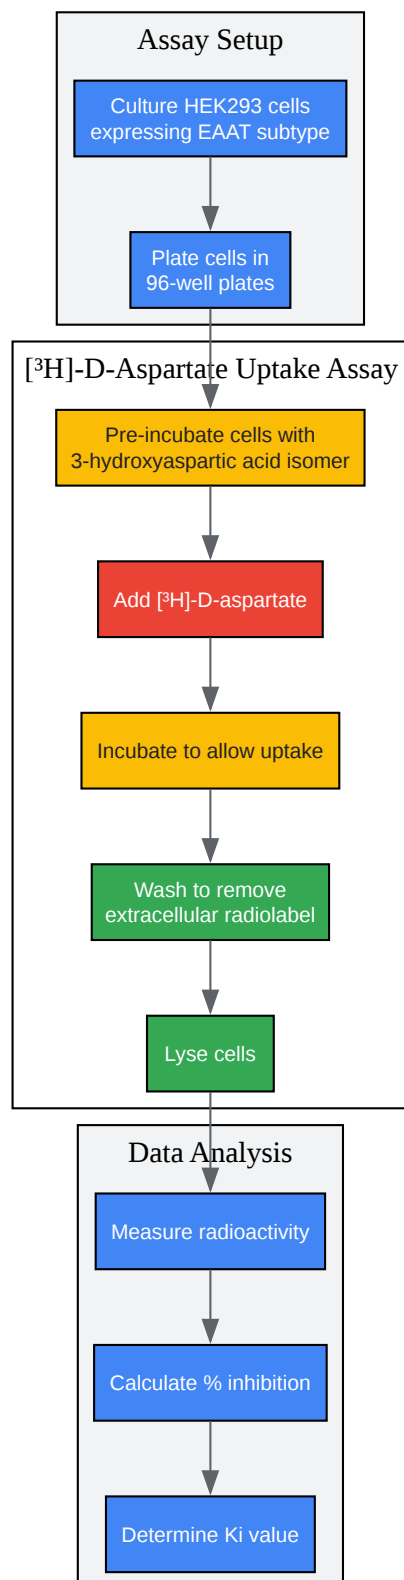 Assay Setup
Culture HEK293 cells
expressing EAAT subtype
Plate cells in
96-well plates
[³H]-D-Aspartate Uptake Assay
Pre-incubate cells with
3-hydroxyaspartic acid isomer
Add [³H]-D-aspartate
Incubate to allow uptake
Wash to remove
extracellular radiolabel
Lyse cells
Data Analysis
Measure radioactivity
Calculate % inhibition
Determine Ki value